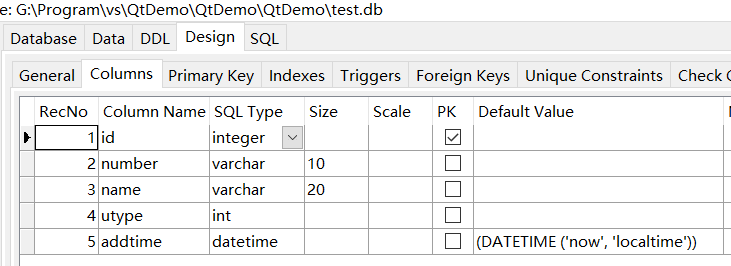 e: G:\Program\vs\QtDemo\QtDemo\QtDemo\test.db
Database Data DDL Design SQL
General Columns Primary Key Indexes Triggers Foreign Keys Unique Constraints Check
RecNo Column Name SQL Type Size Scale PK Default Value
1 id integer
2 number varchar 10
3 name varchar 20
4 utype int
5 addtime datetime (DATETIME ('now', 'localtime'))